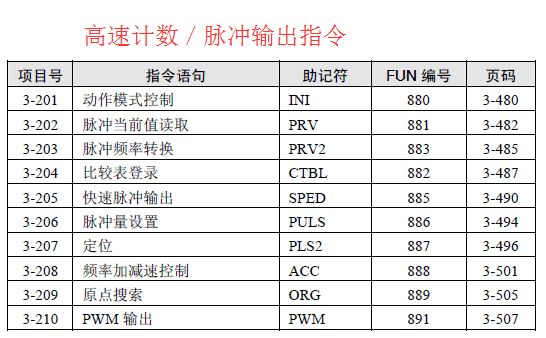 高速计数 / 脉冲输出指令
项目号 指令语句 助记符 FUN 编号 页码
3-201 动作模式控制 INI 880 3-480
3-202 脉冲当前值读取 PRV 881 3-482
3-203 脉冲频率转换 PRV2 883 3-485
3-204 比较表登录 CTBL 882 3-487
3-205 快速脉冲输出 SPED 885 3-490
3-206 脉冲量设置 PULS 886 3-494
3-207 定位 PLS2 887 3-496
3-208 频率加减速控制 ACC 888 3-501
3-209 原点搜索 ORG 889 3-505
3-210 PWM 输出 PWM 891 3-507